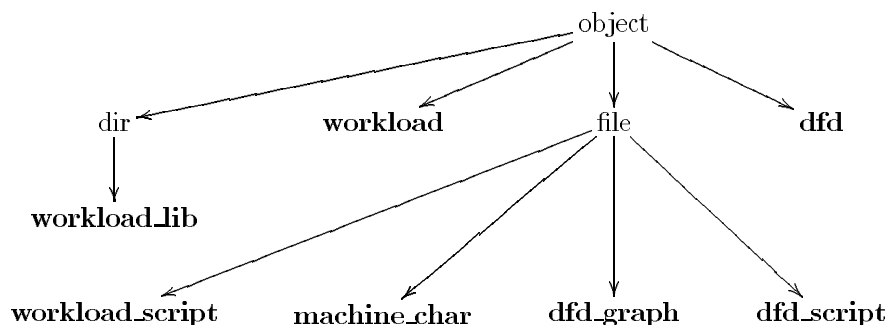 object
dir workload file dfd
workload_lib
workload_script machine_char dfd_graph dfd_script